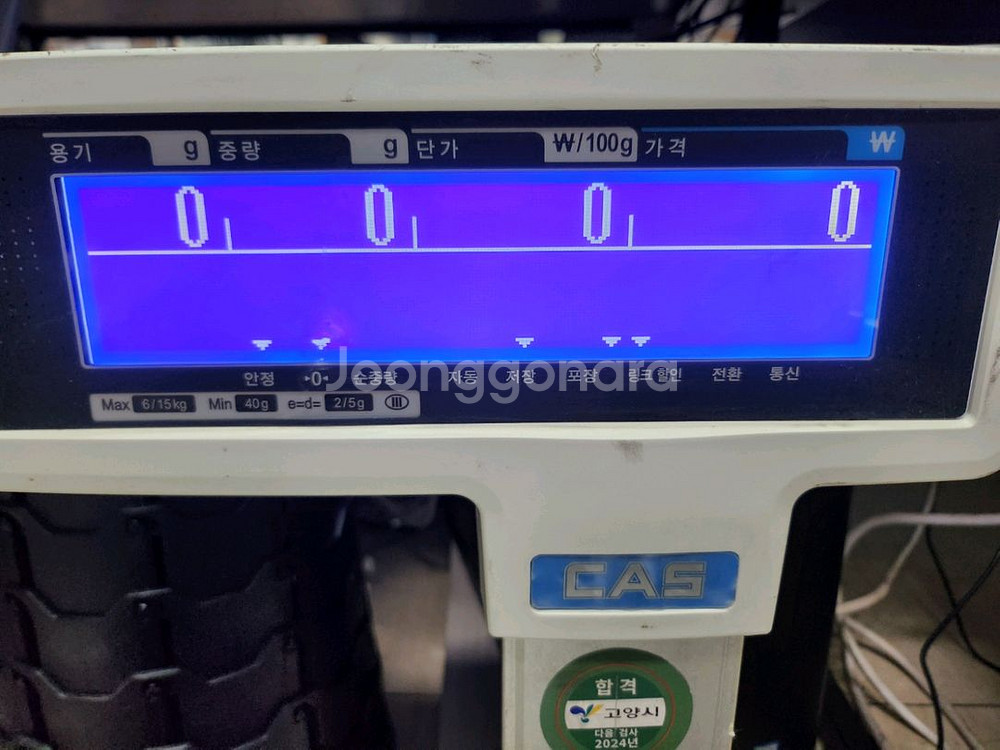 용기 g 중량 g 단가 ₩/100g 가격 ₩
0 0 0 0
안정 ▸0◂ 순중량 자동 저장 포장 링크 할인 전환 통신
Joonggonara
Max 6/15kg Min 40g e=d= 2/5g Ⅲ
CAS
합격
고양시
다음 검사
2024년